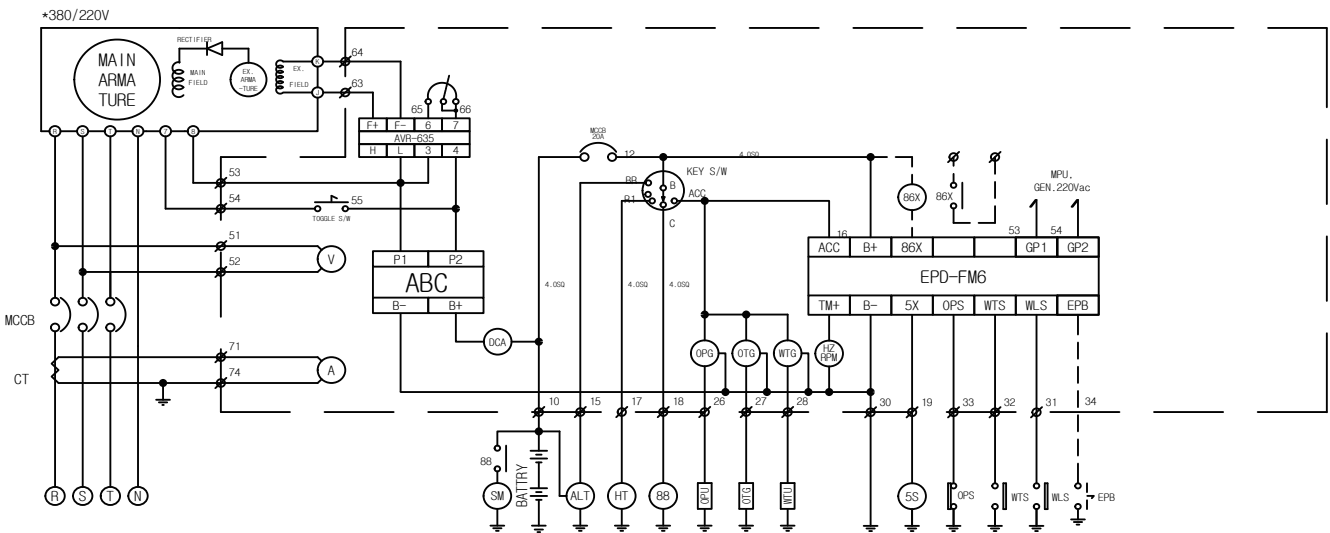 *380/220V
MAIN
ARMA
TURE
RECTIFIER
MAIN
FIELD
EX.
ARMA
-TURE
EX.
FIELD
K
J
64
63
R
S
T
N
7
8
65
66
F+
F-
6
7
AVR-635
H
L
3
4
53
54
55
TOGGLE S/W
51
52
V
P1
P2
ABC
B-
B+
DCA
MCCB
CT
71
74
A
MCCB
20A
12
4.0SQ
KEY S/W
BR
B
R1
ACC
C
4.0SQ
4.0SQ
4.0SQ
86X
86X
MPU,
GEN.220Vac
16
53
54
ACC
B+
86X
GP1
GP2
EPD-FM6
TM+
B-
5X
OPS
WTS
WLS
EPB
OPG
OTG
WTG
HZ
RPM
10
15
17
18
26
27
28
30
19
33
32
31
34
88
SM
BATTRY
ALT
HT
88
OPU
OTG
WTU
5S
OPS
WTS
WLS
EPB
R
S
T
N